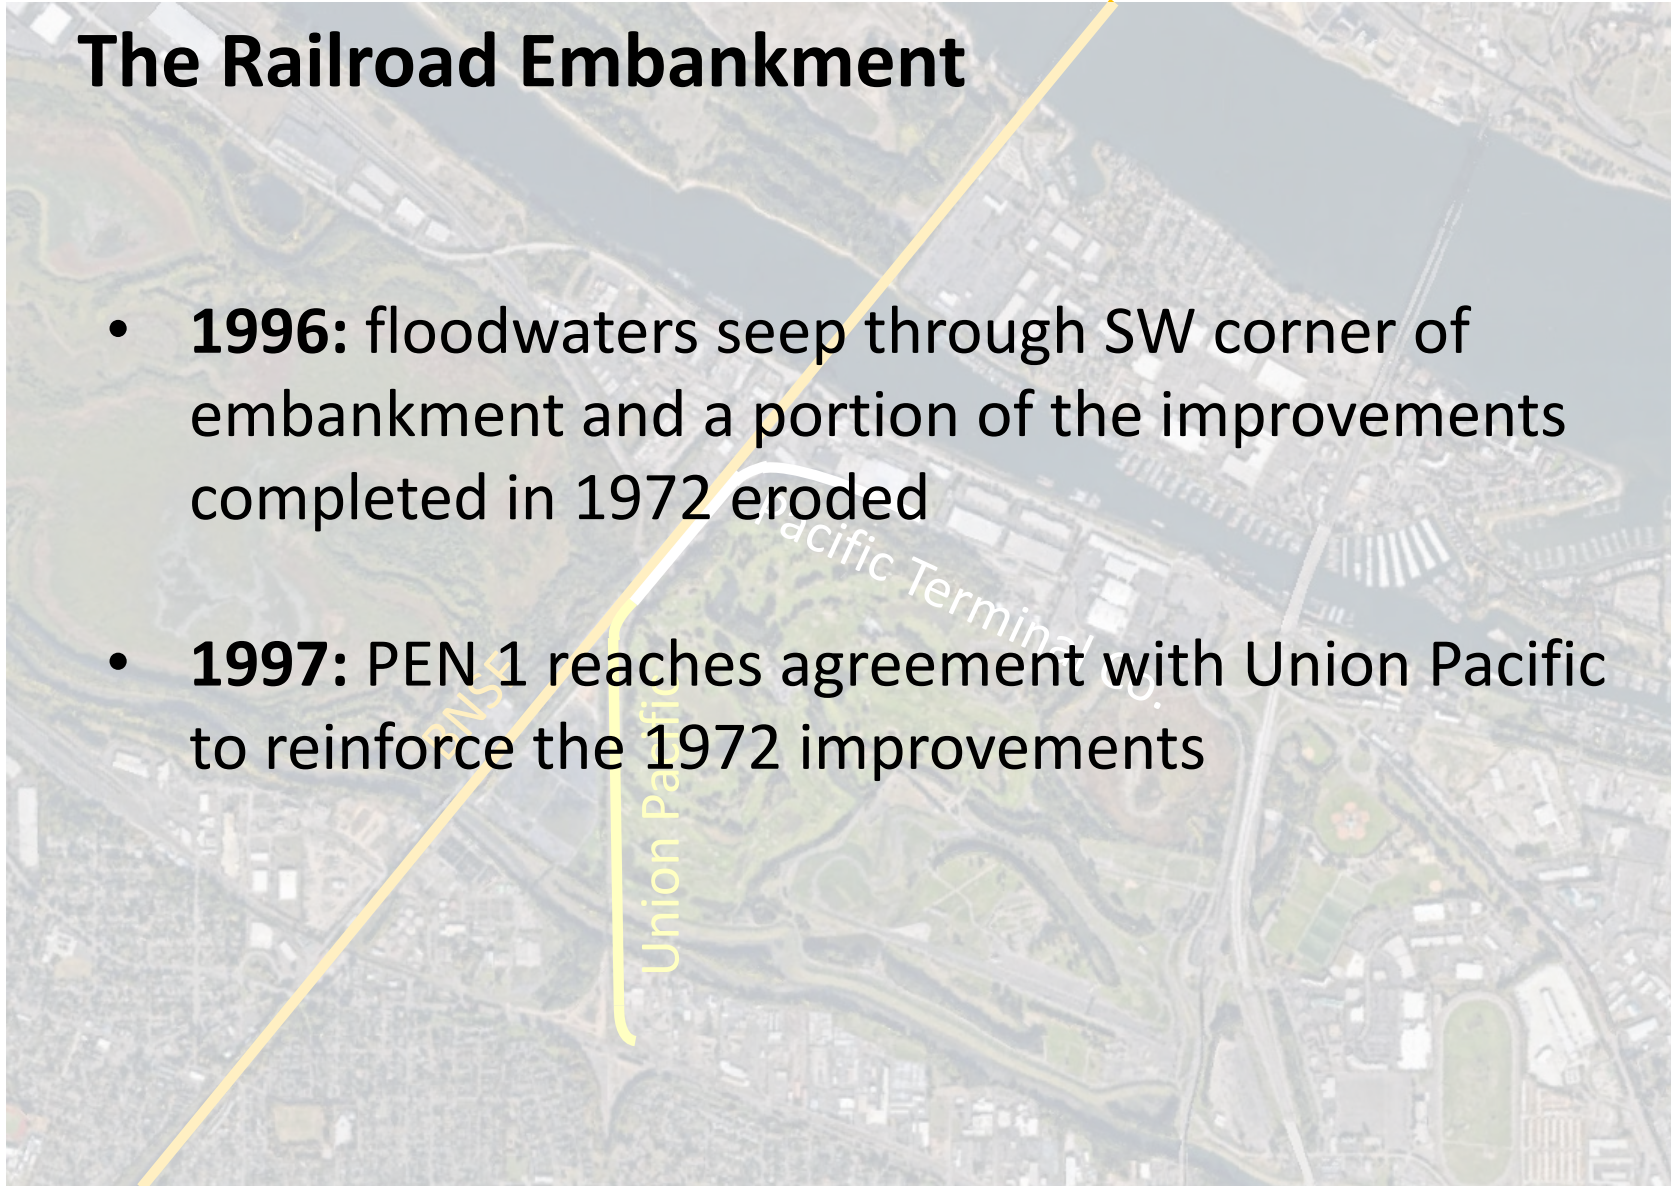 The Railroad Embankment
• 1996: floodwaters seep through SW corner of
embankment and a portion of the improvements
completed in 1972 eroded
Pacific Terminal Co.
• 1997: PEN 1 reaches agreement with Union Pacific
to reinforce the 1972 improvements
BNSF
Union Pacific